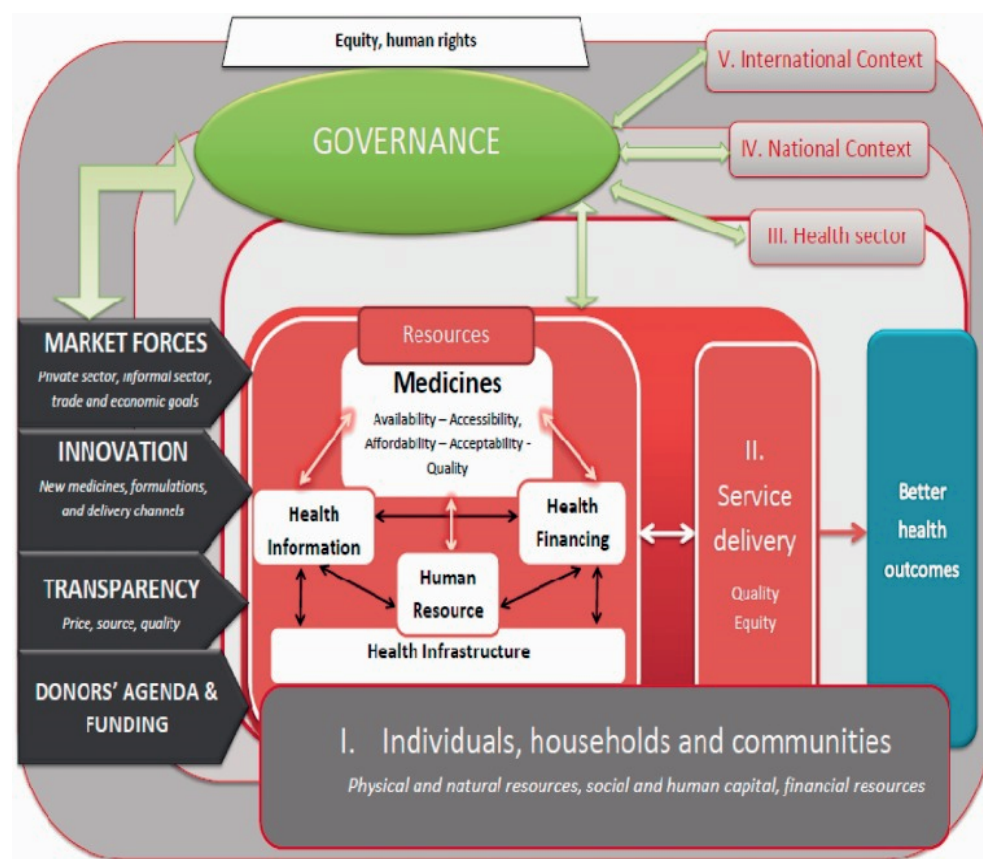 Equity, human rights
GOVERNANCE
V. International Context
IV. National Context
III. Health sector
MARKET FORCES
Private sector, informal sector,
trade and economic goals
INNOVATION
New medicines, formulations,
and delivery channels
TRANSPARENCY
Price, source, quality
DONORS' AGENDA &
FUNDING
Resources
Medicines
Availability – Accessibility,
Affordability – Acceptability -
Quality
Health
Information
Health
Financing
Human
Resource
Health Infrastructure
II.
Service
delivery
Quality
Equity
Better
health
outcomes
I. Individuals, households and communities
Physical and natural resources, social and human capital, financial resources